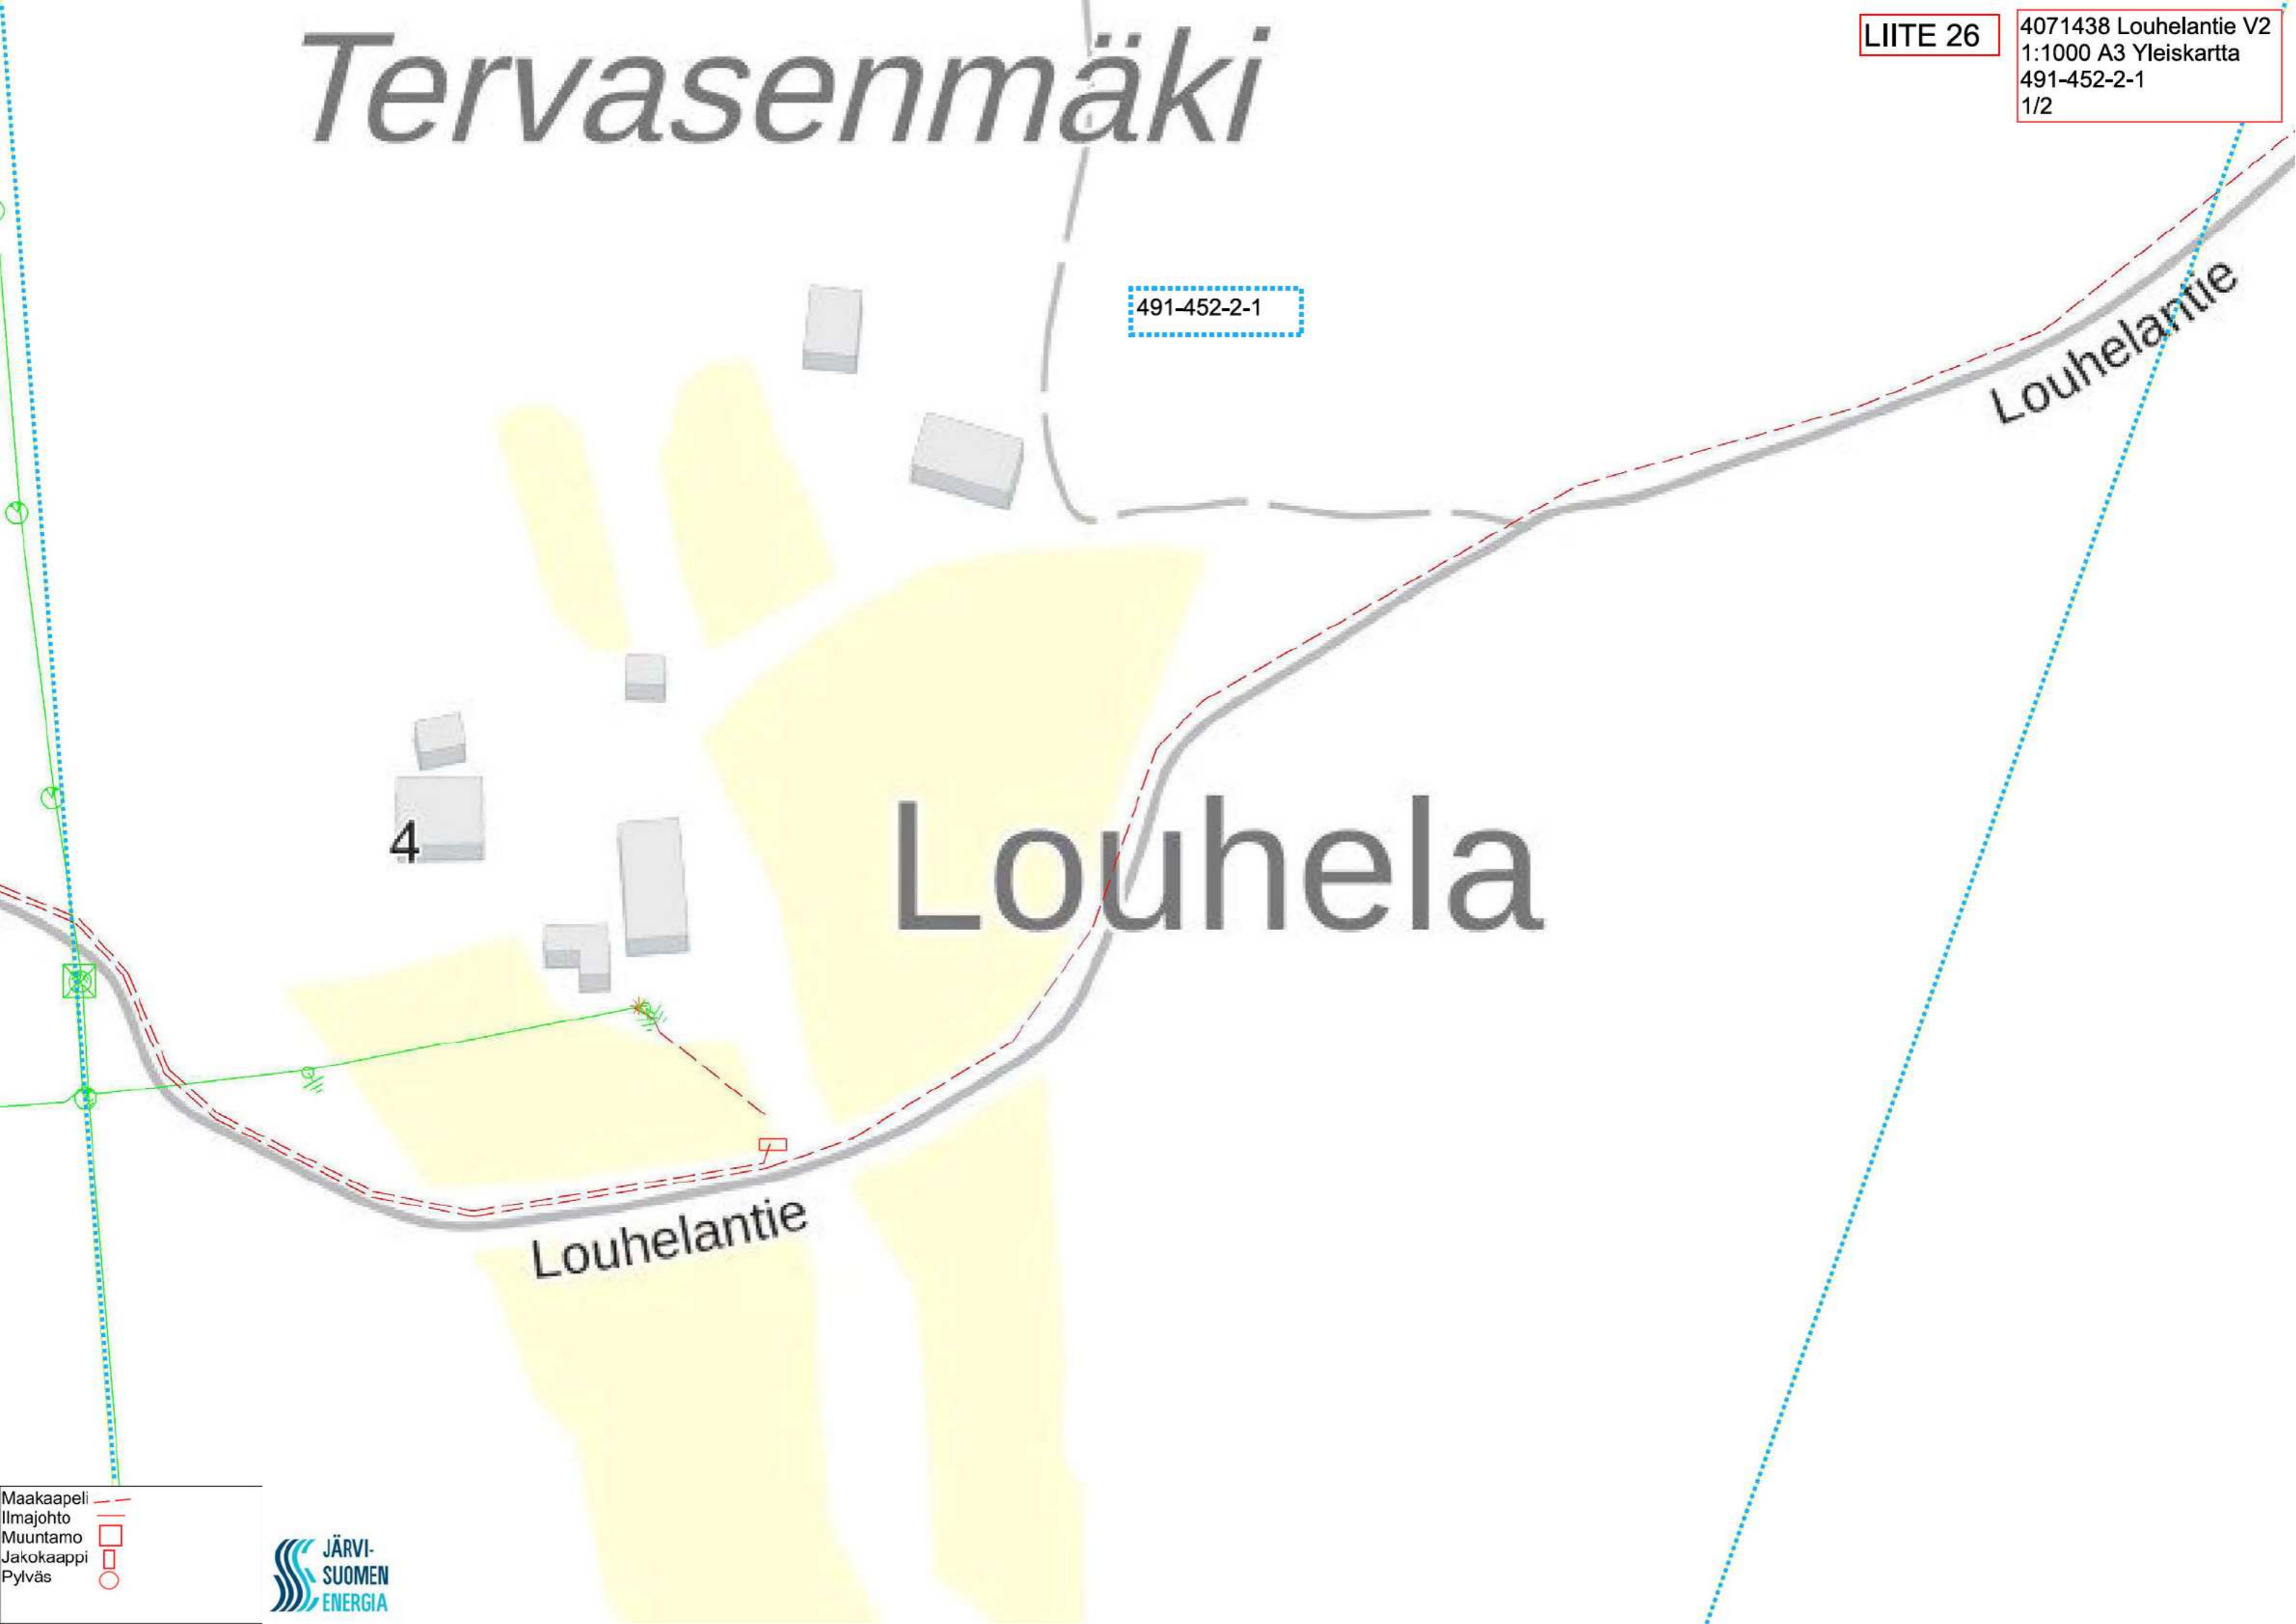 Tervasenmäki
LIITE 26
4071438 Louhelantie V2
1:1000 A3 Yleiskartta
491-452-2-1
1/2
491-452-2-1
Louhelantie
4
Louhela
Louhelantie
Maakaapeli
Ilmajohto
Muuntamo
Jakokaappi
Pylväs
JÄRVI-
SUOMEN
ENERGIA